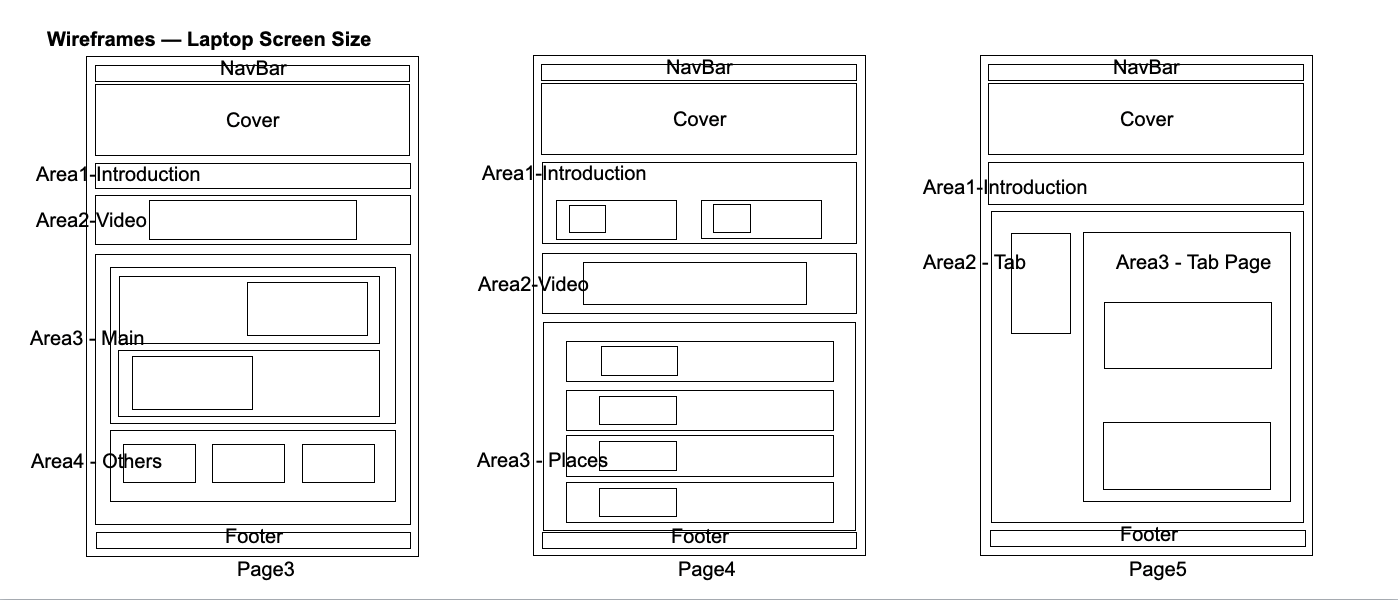 Wireframes — Laptop Screen Size
NavBar
Cover
Area1-Introduction
Area2-Video
Area3 - Main
Area4 - Others
Footer
Page3
NavBar
Cover
Area1-Introduction
Area2-Video
Area3 - Places
Footer
Page4
NavBar
Cover
Area1-Introduction
Area2 - Tab
Area3 - Tab Page
Footer
Page5